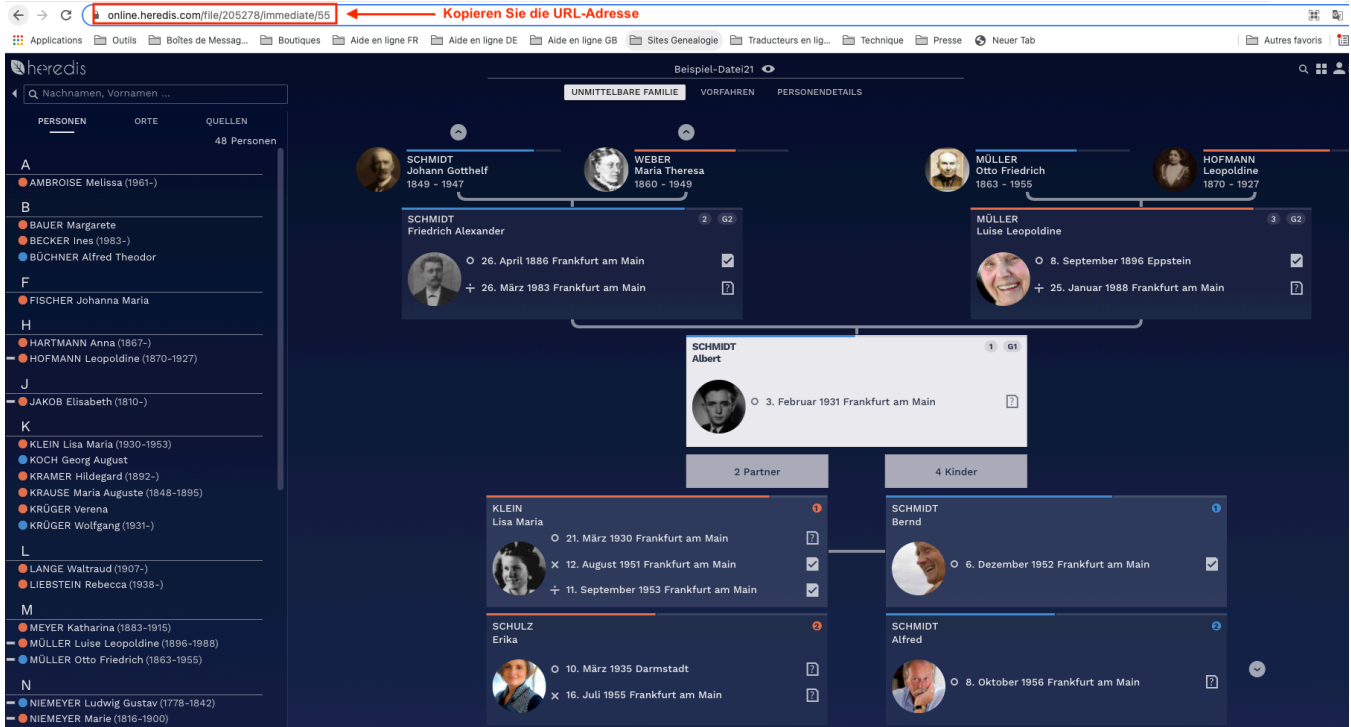 online.heredis.com/file/205278/immediate/55
Kopieren Sie die URL-Adresse
Applications Outils Boîtes de Messag... Boutiques Aide en ligne FR Aide en ligne DE Aide en ligne GB Sites Genealogie Traducteurs en lig... Technique Presse Neuer Tab Autres favoris
heredis
Beispiel-Datei21
Nachnamen, Vornamen ...
UNMITTELBARE FAMILIE VORFAHREN PERSONENDETAILS
PERSONEN ORTE QUELLEN
48 Personen
A
AMBROISE Melissa (1961-)
B
BAUER Margarete
BECKER Ines (1983-)
BÜCHNER Alfred Theodor
F
FISCHER Johanna Maria
H
HARTMANN Anna (1867-)
HOFMANN Leopoldine (1870-1927)
J
JAKOB Elisabeth (1810-)
K
KLEIN Lisa Maria (1930-1953)
KOCH Georg August
KRAMER Hildegard (1892-)
KRAUSE Maria Auguste (1848-1895)
KRÜGER Verena
KRÜGER Wolfgang (1931-)
L
LANGE Waltraud (1907-)
LIEBSTEIN Rebecca (1938-)
M
MEYER Katharina (1883-1915)
MÜLLER Luise Leopoldine (1896-1988)
MÜLLER Otto Friedrich (1863-1955)
N
NIEMEYER Ludwig Gustav (1778-1842)
NIEMEYER Marie (1816-1900)
SCHMIDT
Johann Gotthelf
1849 - 1947
WEBER
Maria Theresa
1860 - 1949
MÜLLER
Otto Friedrich
1863 - 1955
HOFMANN
Leopoldine
1870 - 1927
SCHMIDT 2 G2
Friedrich Alexander
26. April 1886 Frankfurt am Main
26. März 1983 Frankfurt am Main ?
MÜLLER 3 G2
Luise Leopoldine
8. September 1896 Eppstein
25. Januar 1988 Frankfurt am Main ?
SCHMIDT 1 G1
Albert
3. Februar 1931 Frankfurt am Main ?
2 Partner
4 Kinder
KLEIN 1
Lisa Maria
21. März 1930 Frankfurt am Main ?
12. August 1951 Frankfurt am Main
11. September 1953 Frankfurt am Main
SCHMIDT 1
Bernd
6. Dezember 1952 Frankfurt am Main
SCHULZ 2
Erika
10. März 1935 Darmstadt ?
16. Juli 1955 Frankfurt am Main ?
SCHMIDT 2
Alfred
8. Oktober 1956 Frankfurt am Main ?